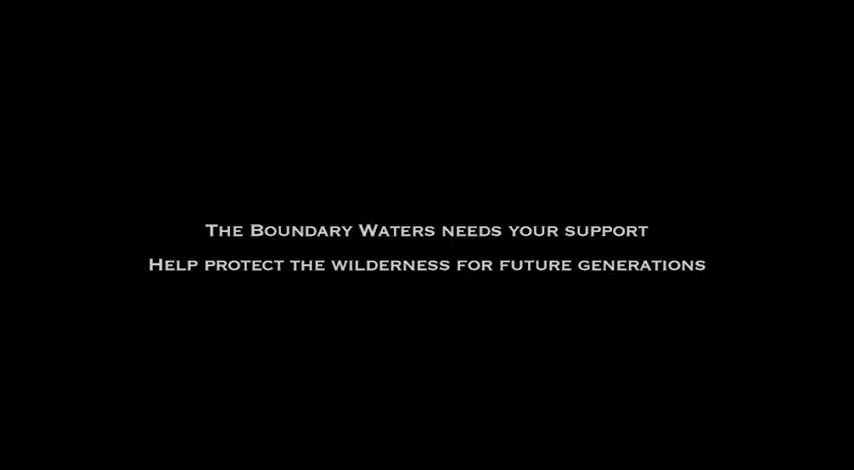 The Boundary Waters needs your support
Help protect the wilderness for future generations